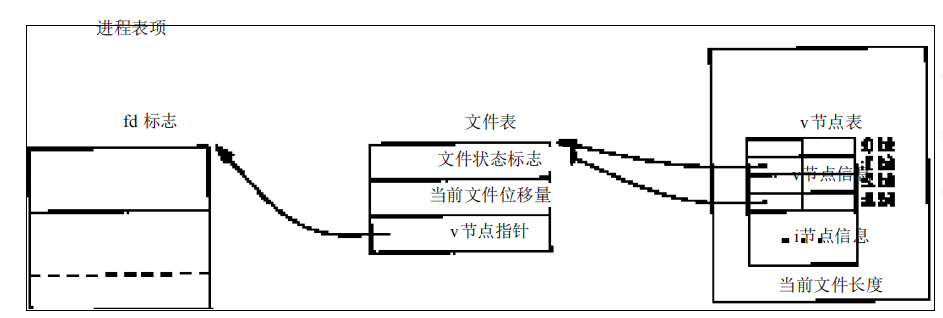 进程表项
fd 标志
文件表
v节点表
文件状态标志
v节点信息
当前文件位移量
v节点指针
i节点信息
当前文件长度